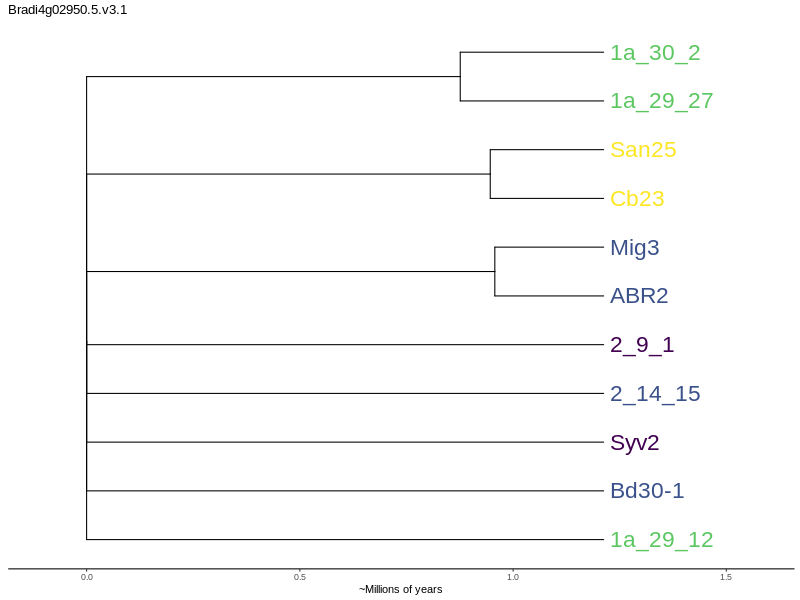 Bradi4g02950.5.v3.1
1a_30_2
1a_29_27
San25
Cb23
Mig3
ABR2
2_9_1
2_14_15
Syv2
Bd30-1
1a_29_12
0.0 0.5 1.0 1.5
~Millions of years